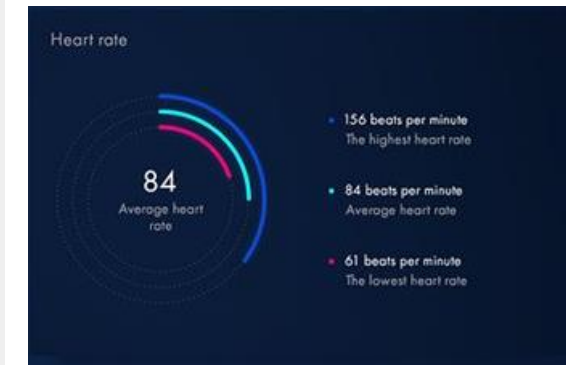 Heart rate
84
Average heart
rate
156 beats per minute
The highest heart rate
84 beats per minute
Average heart rate
61 beats per minute
The lowest heart rate